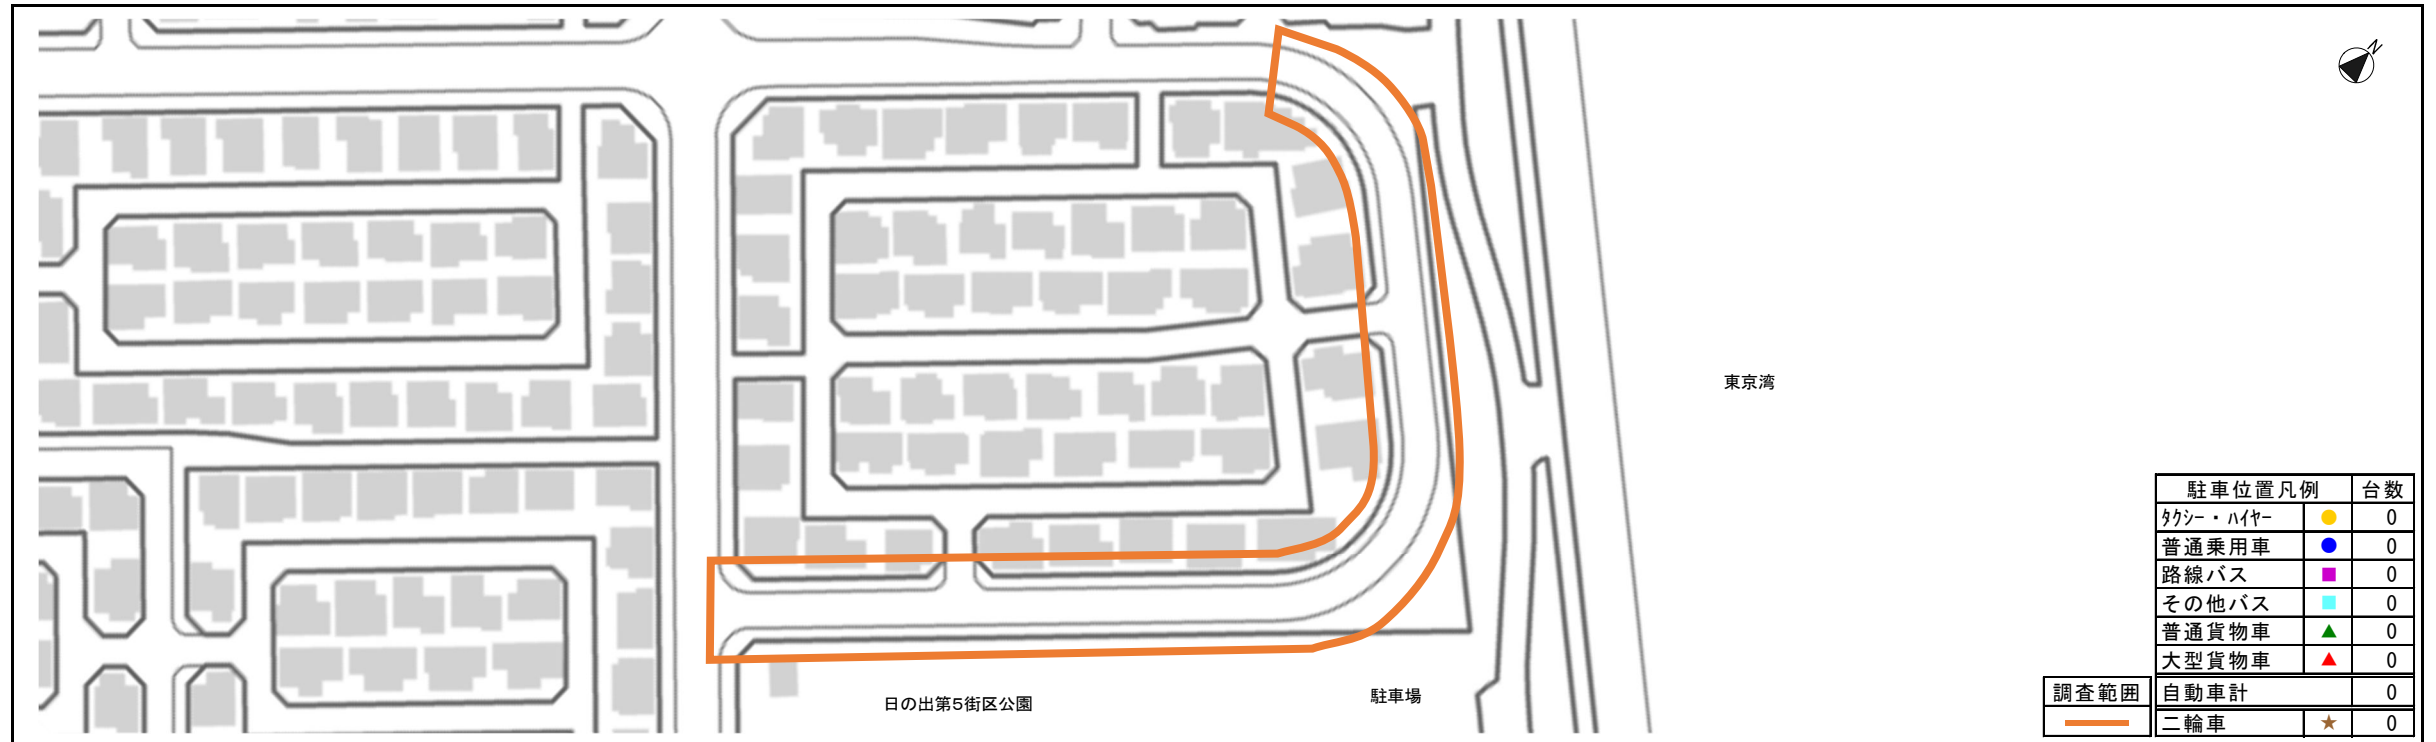 N
東京湾
日の出第5街区公園
駐車場
調査範囲
駐車位置凡例 台数
ﾀｸｼｰ・ﾊｲﾔｰ ● 0
普通乗用車 ● 0
路線バス ■ 0
その他バス ■ 0
普通貨物車 ▲ 0
大型貨物車 ▲ 0
自動車計 0
二輪車 ★ 0